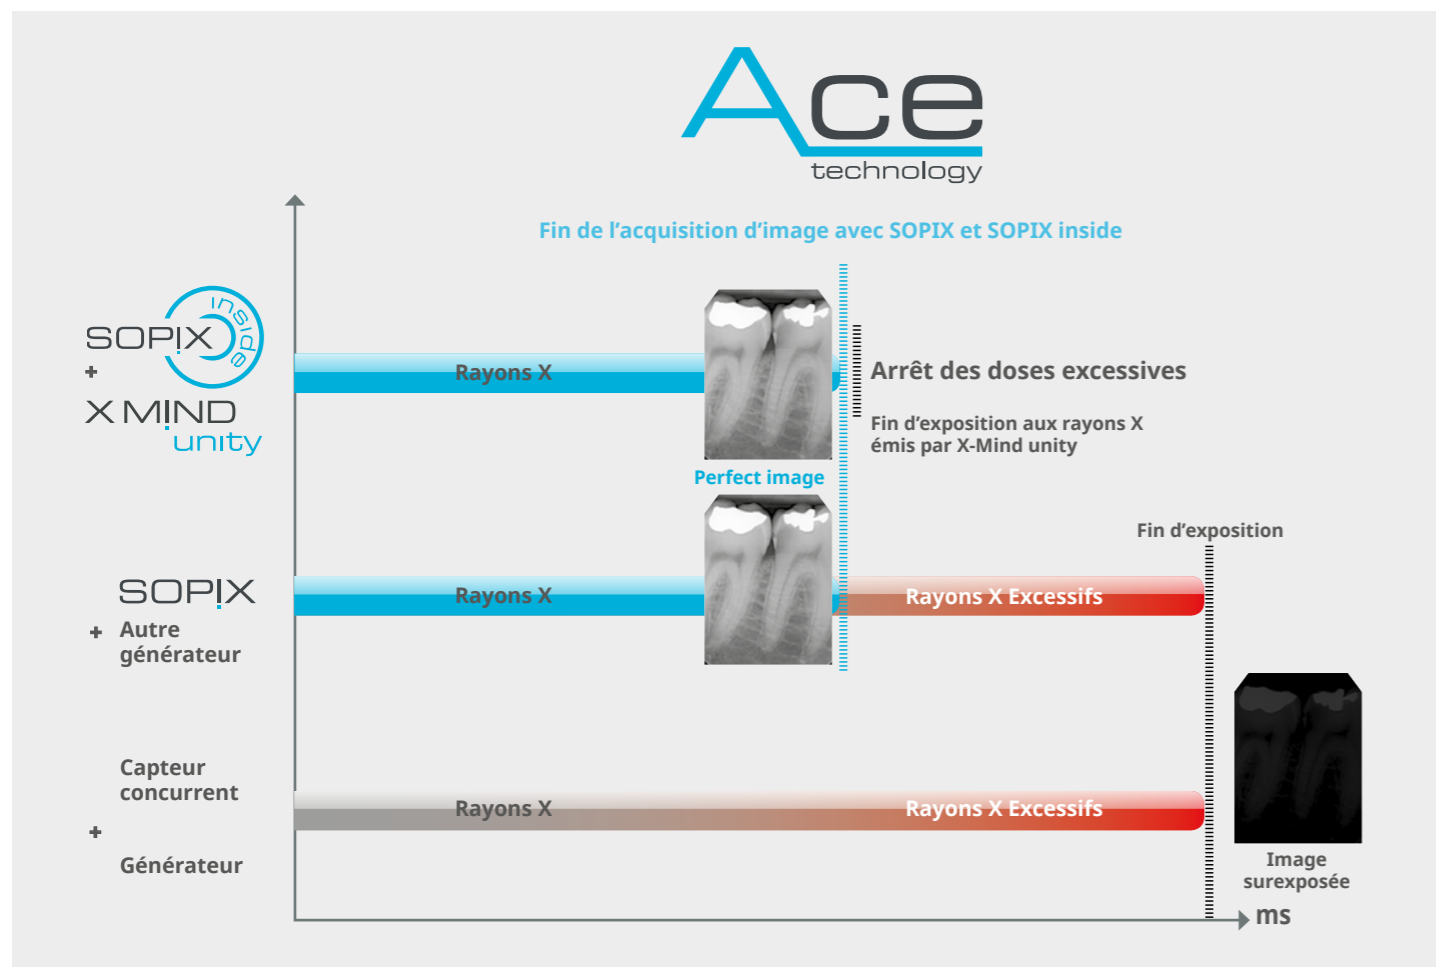 Ace
technology
Fin de l’acquisition d’image avec SOPIX et SOPIX inside
SOPIX inside
+
X MIND
unity
Rayons X
Arrêt des doses excessives
Fin d’exposition aux rayons X
émis par X-Mind unity
Perfect image
Fin d’exposition
SOPIX
+ Autre
générateur
Rayons X
Rayons X Excessifs
Capteur
concurrent
+
Générateur
Rayons X
Rayons X Excessifs
Image
surexposée
ms